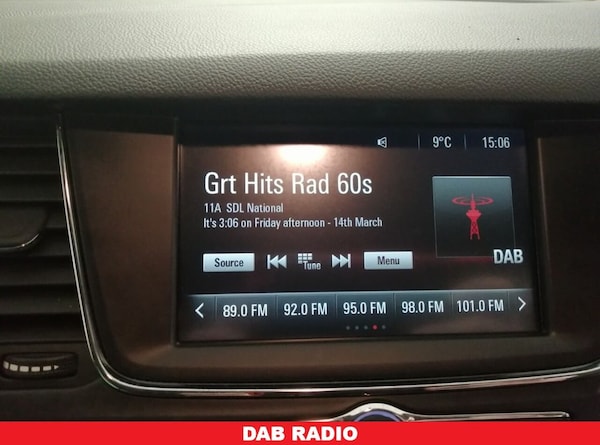 9°C 15:06
Grt Hits Rad 60s
11A SDL National
It's 3:06 on Friday afternoon - 14th March
DAB
Source Tune Menu
89.0 FM 92.0 FM 95.0 FM 98.0 FM 101.0 FM
DAB RADIO